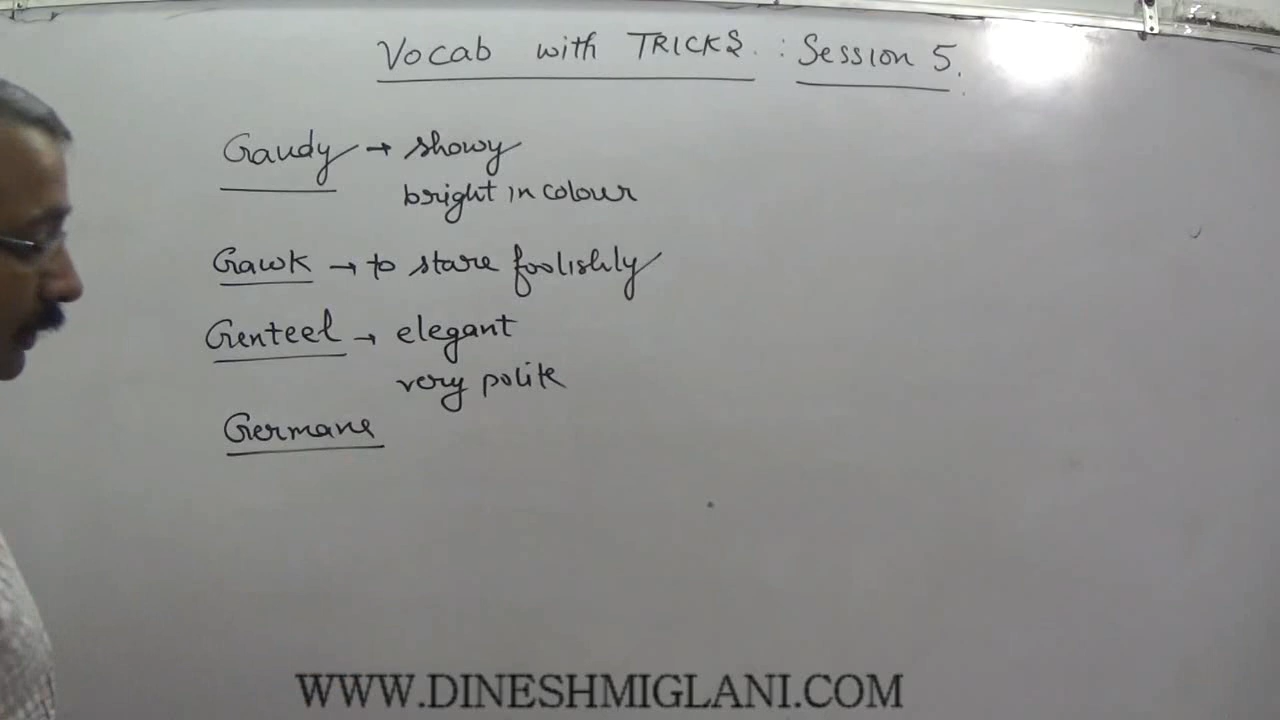 Vocab with TRICKS. : Session 5.
Gaudy → showy
bright in colour
Gawk → to stare foolishly
Genteel → elegant
very polite
Germane
WWW.DINESHMIGLANI.COM